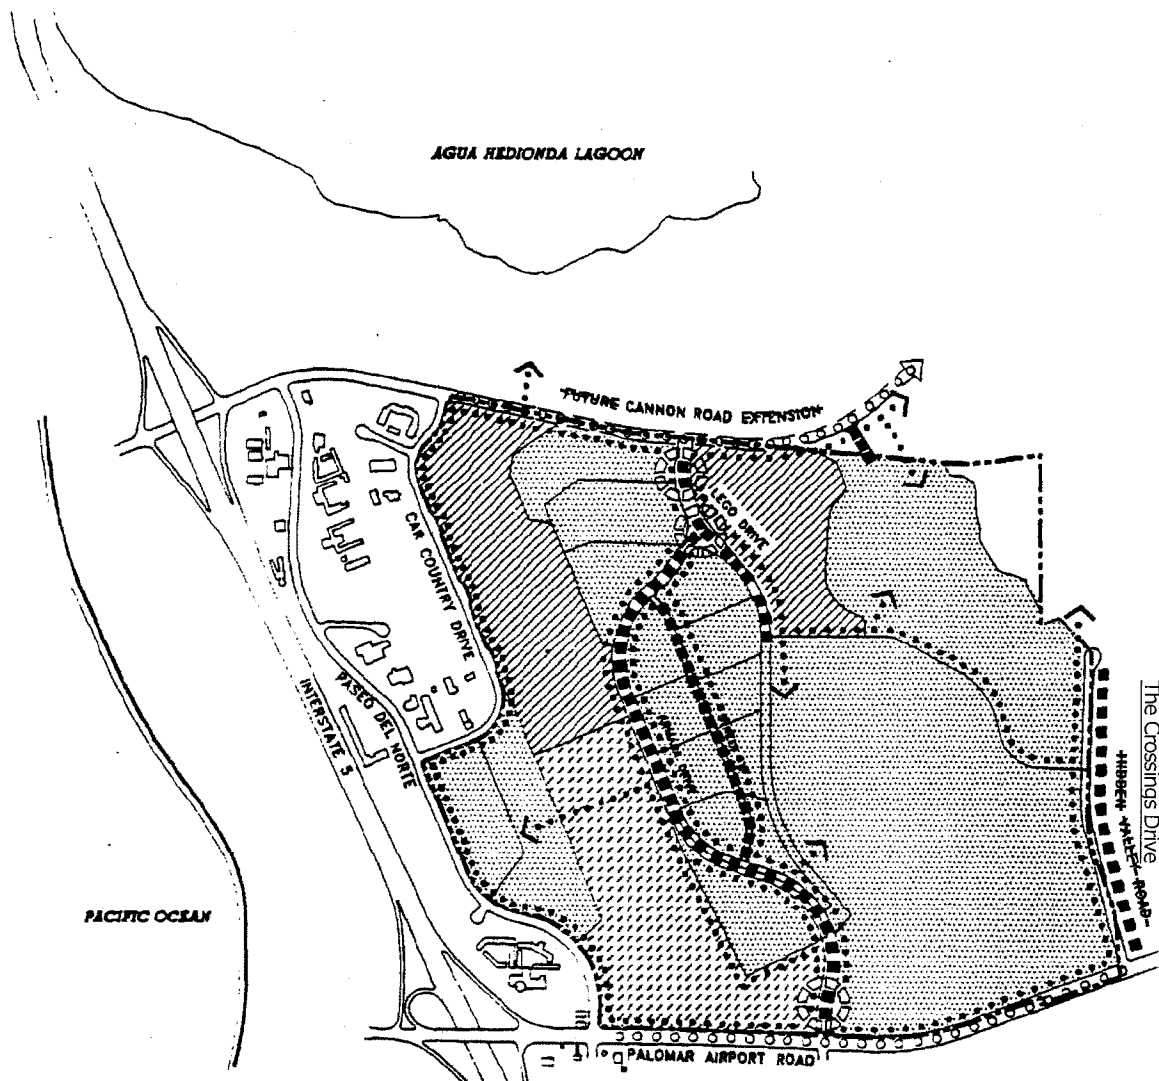 AGUA HEDIONDA LAGOON
FUTURE CANNON ROAD EXTENSION
LEGO DRIVE
CAR COUNTRY DRIVE
PASEO DEL NORTE
INTERSTATE 5
The Crossings Drive
HIDDEN VALLEY ROAD
PACIFIC OCEAN
DRIVE
PALOMAR AIRPORT ROAD